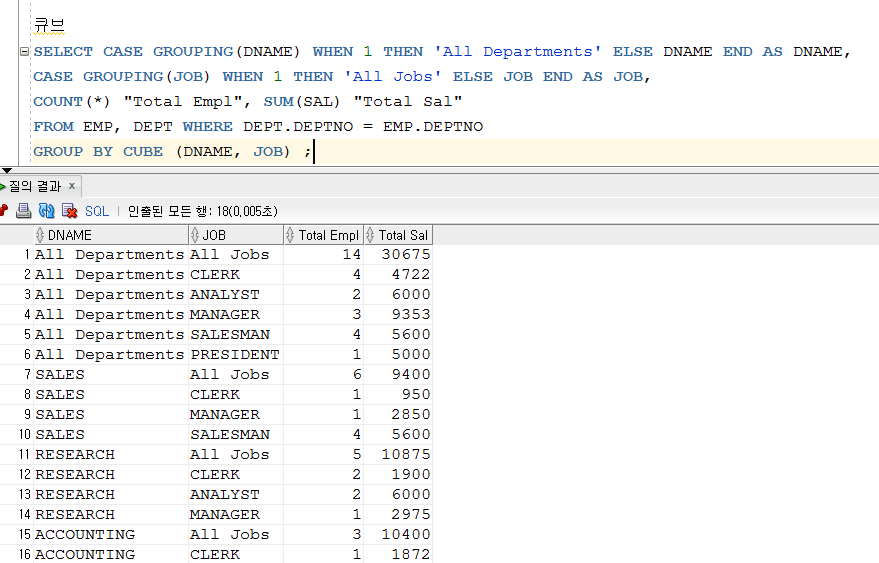 큐브
SELECT CASE GROUPING(DNAME) WHEN 1 THEN 'All Departments' ELSE DNAME END AS DNAME,
CASE GROUPING(JOB) WHEN 1 THEN 'All Jobs' ELSE JOB END AS JOB,
COUNT(*) "Total Empl", SUM(SAL) "Total Sal"
FROM EMP, DEPT WHERE DEPT.DEPTNO = EMP.DEPTNO
GROUP BY CUBE (DNAME, JOB) ;
질의 결과 x
SQL | 인출된 모든 행: 18(0,005초)
DNAME JOB Total Empl Total Sal
1 All Departments All Jobs 14 30675
2 All Departments CLERK 4 4722
3 All Departments ANALYST 2 6000
4 All Departments MANAGER 3 9353
5 All Departments SALESMAN 4 5600
6 All Departments PRESIDENT 1 5000
7 SALES All Jobs 6 9400
8 SALES CLERK 1 950
9 SALES MANAGER 1 2850
10 SALES SALESMAN 4 5600
11 RESEARCH All Jobs 5 10875
12 RESEARCH CLERK 2 1900
13 RESEARCH ANALYST 2 6000
14 RESEARCH MANAGER 1 2975
15 ACCOUNTING All Jobs 3 10400
16 ACCOUNTING CLERK 1 1872